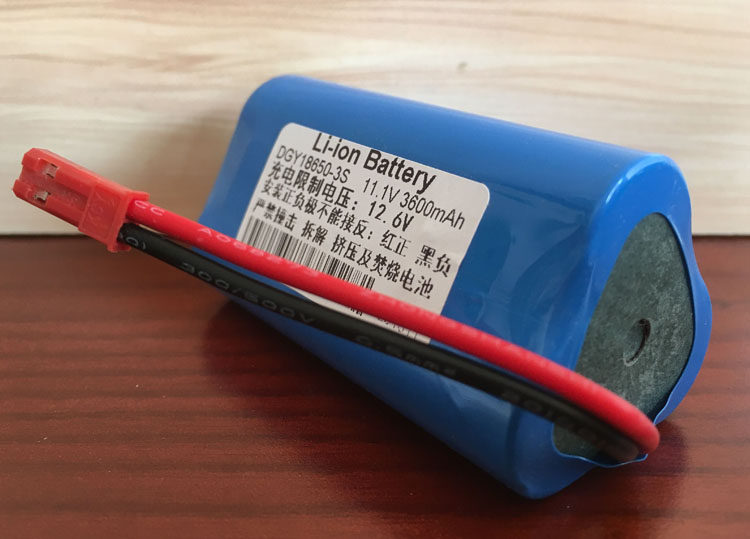 Li-ion Battery
DGY18650-3S 11.1V 3600mAh
充电限制电压：12.6V
安装正负极不能接反：红正 黑负
严禁撞击 拆解 挤压及焚烧电池
300/500V